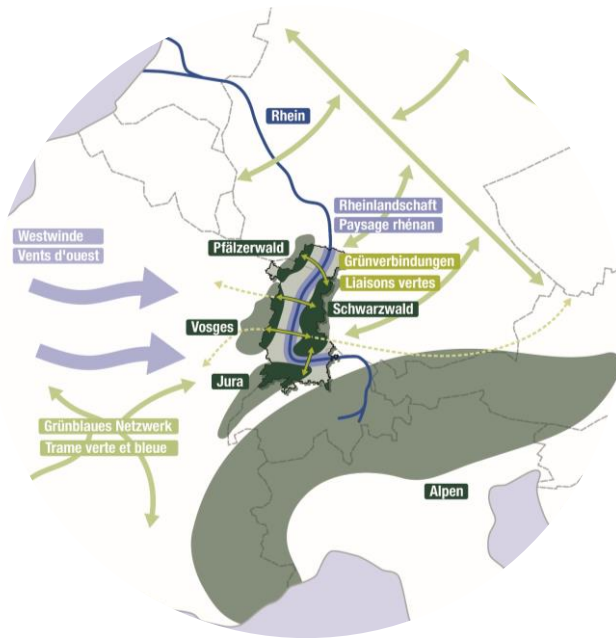 Rhein
Rheinlandschaft
Paysage rhénan
Westwinde
Vents d'ouest
Pfälzerwald
Grünverbindungen
Liaisons vertes
Schwarzwald
Vosges
Jura
Grünblaues Netzwerk
Trame verte et bleue
Alpen